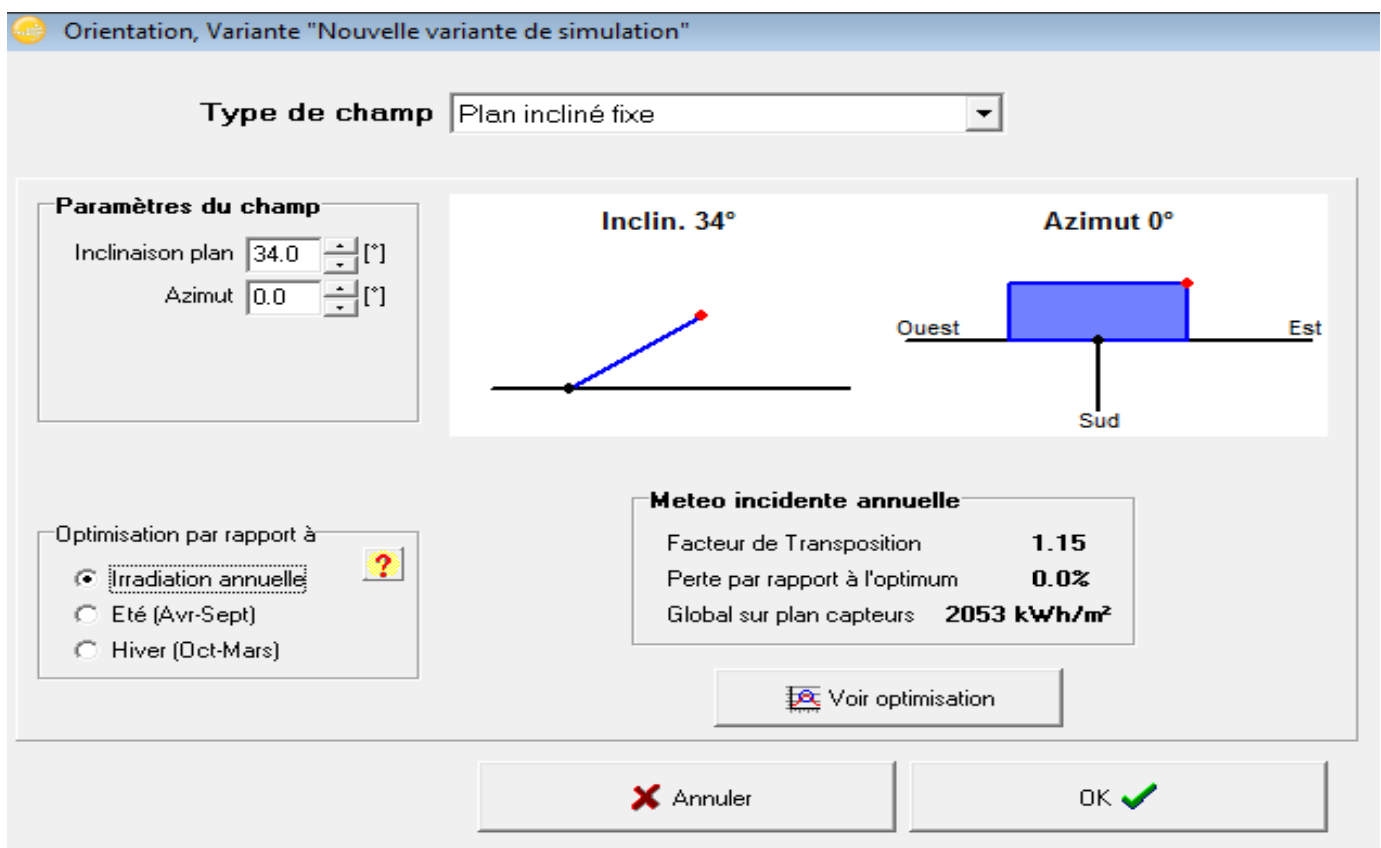 Orientation, Variante "Nouvelle variante de simulation"
Type de champ Plan incliné fixe
Paramètres du champ
Inclinaison plan 34.0 [°]
Azimut 0.0 [°]
Inclin. 34°
Azimut 0°
Ouest
Est
Sud
Optimisation par rapport à
?
Irradiation annuelle
Eté (Avr-Sept)
Hiver (Oct-Mars)
Meteo incidente annuelle
Facteur de Transposition 1.15
Perte par rapport à l'optimum 0.0%
Global sur plan capteurs 2053 kWh/m²
Voir optimisation
Annuler
OK